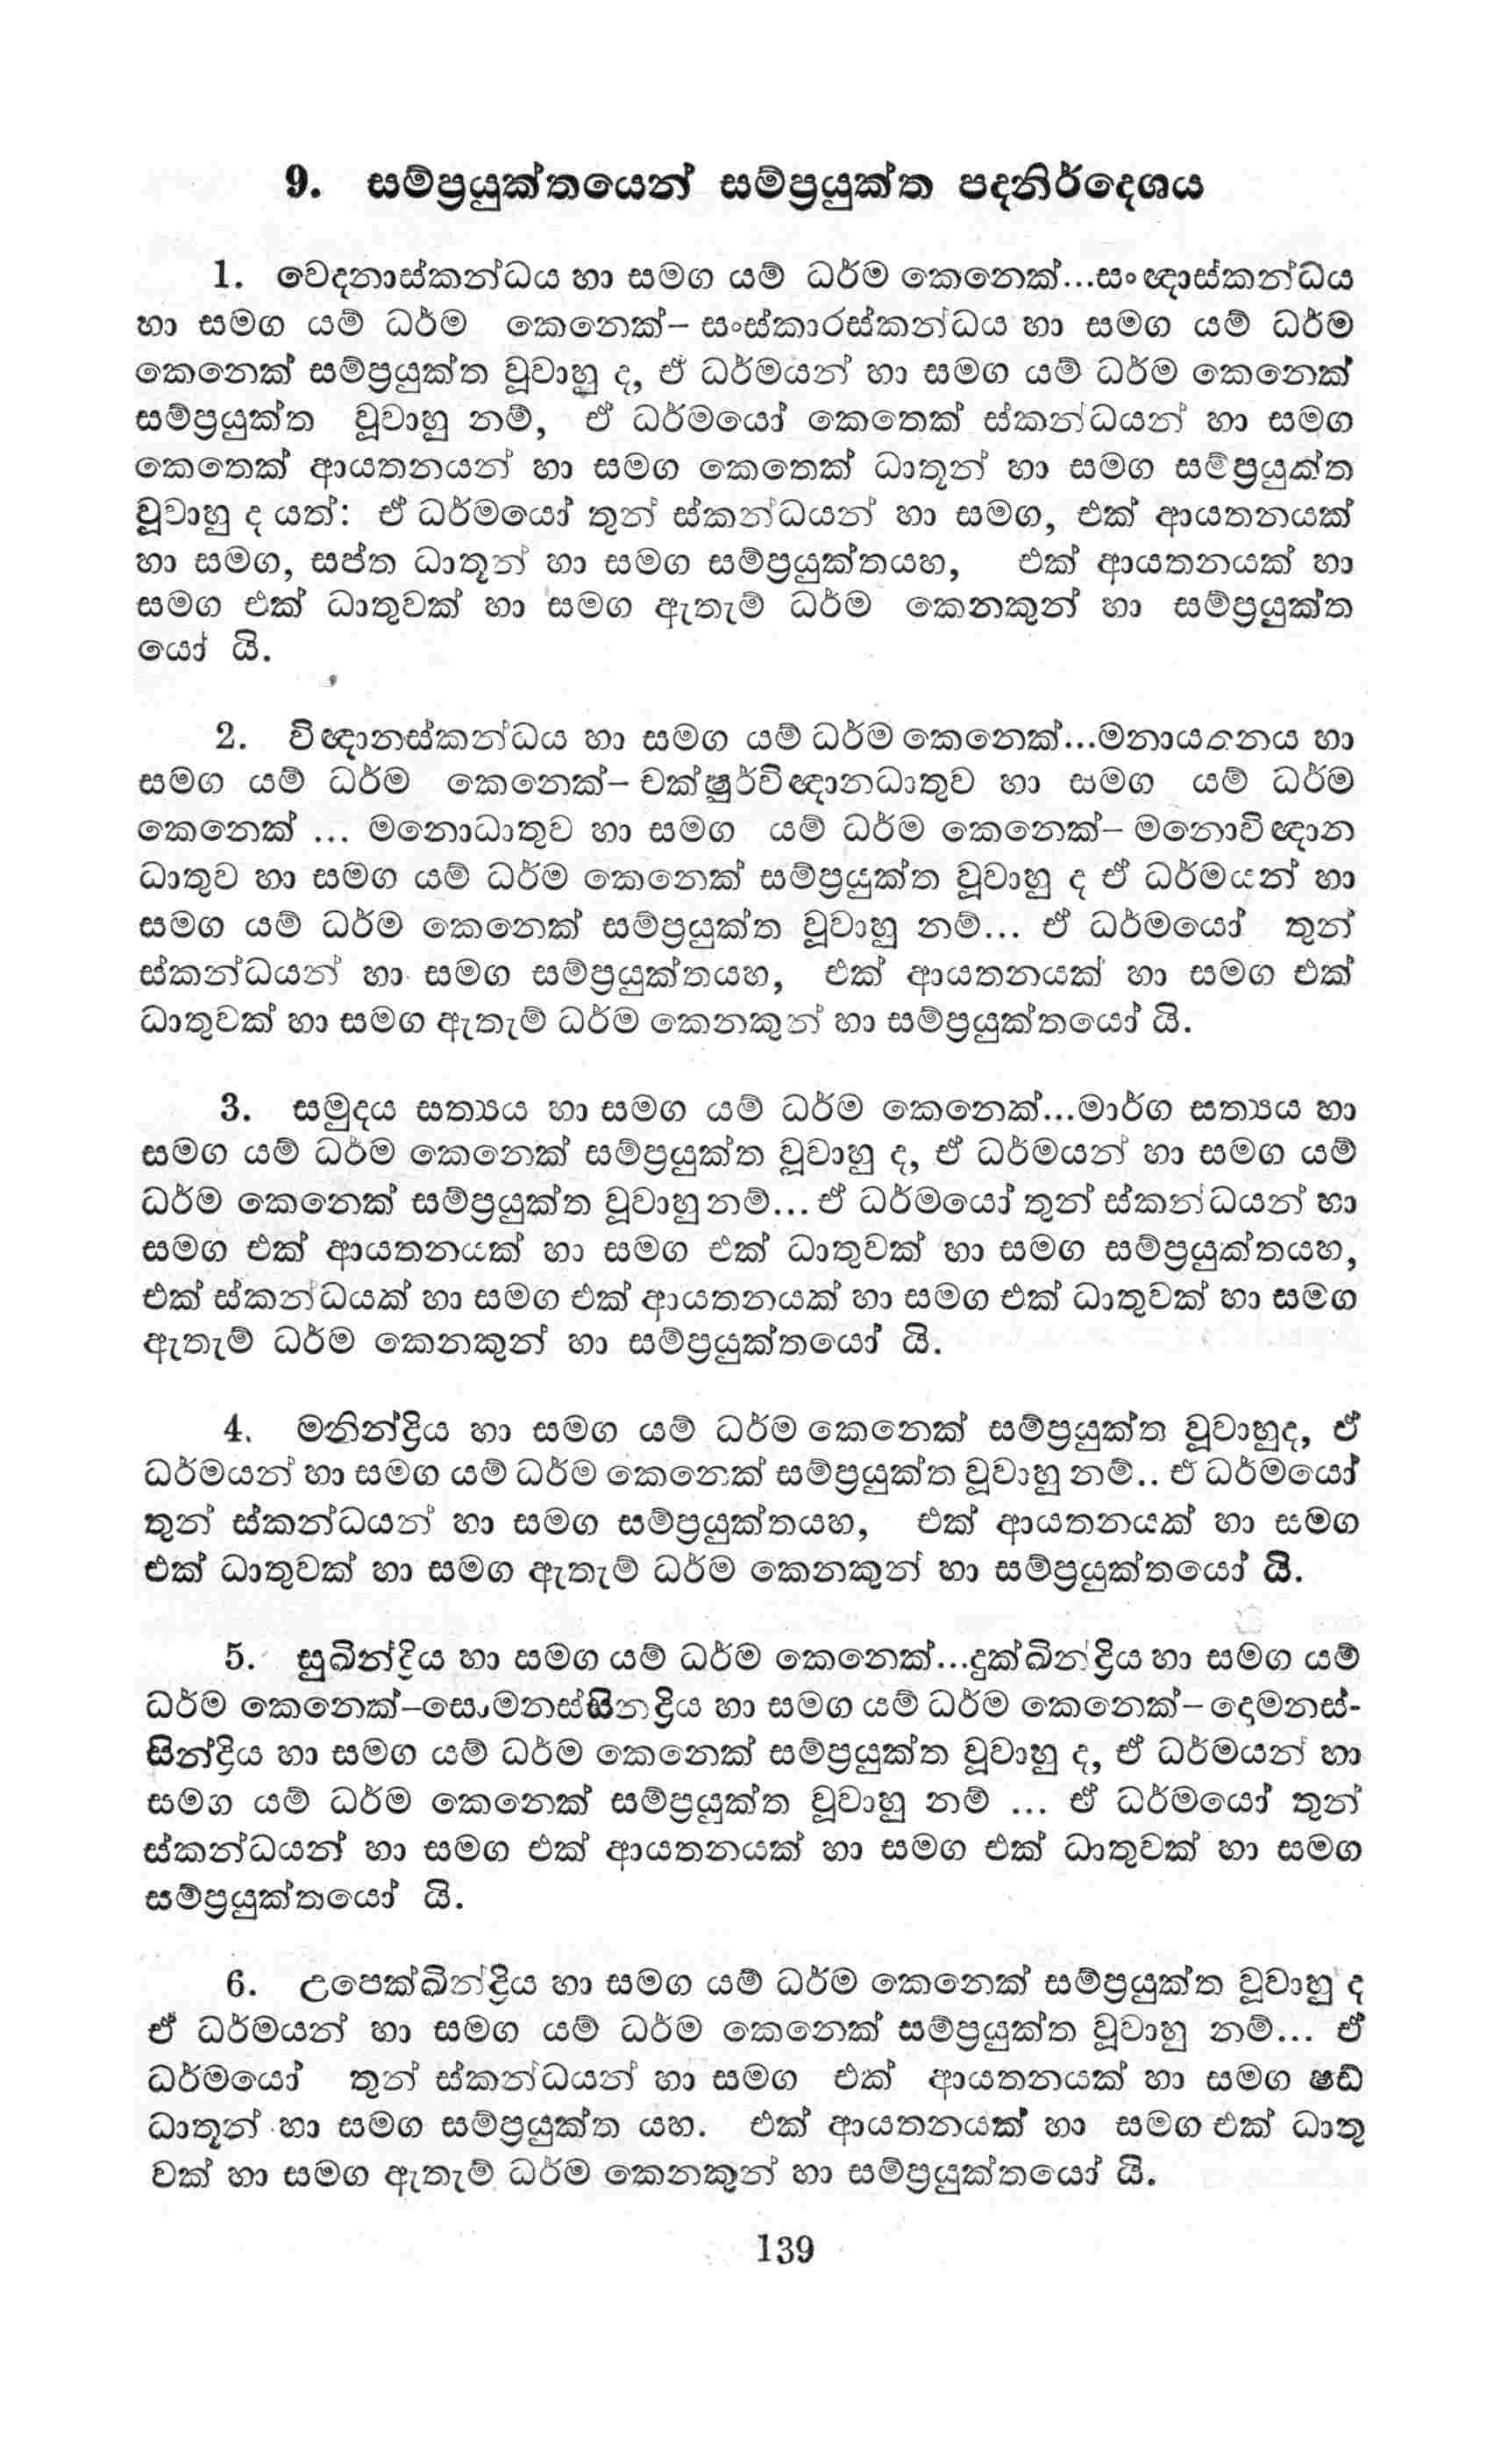 9. සම්ප්‍රයුක්තයෙන් සම්ප්‍රයුක්ත පදනිර්දෙශය
1. වෙදනාස්කන්ධය හා සමග යම් ධර්ම කෙනෙක්...සංඥාස්කන්ධය
හා සමග යම් ධර්ම කෙනෙක්– සංස්කාරස්කන්ධය හා සමග යම් ධර්ම
කෙනෙක් සම්ප්‍රයුක්ත වූවාහු ද, ඒ ධර්මයන් හා සමග යම් ධර්ම කෙනෙක්
සම්ප්‍රයුක්ත වූවාහු නම්, ඒ ධර්මයෝ කෙතෙක් ස්කන්ධයන් හා සමග
කෙතෙක් ආයතනයන් හා සමග කෙතෙක් ධාතූන් හා සමග සම්ප්‍රයුක්ත
වූවාහු ද යත්: ඒ ධර්මයෝ තුන් ස්කන්ධයන් හා සමග, එක් ආයතනයක්
හා සමග, සප්ත ධාතූන් හා සමග සම්ප්‍රයුක්තයහ, එක් ආයතනයක් හා
සමග එක් ධාතුවක් හා සමග ඇතැම් ධර්ම කෙනකුන් හා සම්ප්‍රයුක්ත
යෝ යි.
2. විඥානස්කන්ධය හා සමග යම් ධර්ම කෙනෙක්...මනායතනය හා
සමග යම් ධර්ම කෙනෙක්– චක්ෂුර්විඥානධාතුව හා සමග යම් ධර්ම
කෙනෙක් ... මනොධාතුව හා සමග යම් ධර්ම කෙනෙක්– මනොවිඥාන
ධාතුව හා සමග යම් ධර්ම කෙනෙක් සම්ප්‍රයුක්ත වූවාහු ද ඒ ධර්මයන් හා
සමග යම් ධර්ම කෙනෙක් සම්ප්‍රයුක්ත වූවාහු නම්... ඒ ධර්මයෝ තුන්
ස්කන්ධයන් හා සමග සම්ප්‍රයුක්තයහ, එක් ආයතනයක් හා සමග එක්
ධාතුවක් හා සමග ඇතැම් ධර්ම කෙනකුන් හා සම්ප්‍රයුක්තයෝ යි.
3. සමුදය සත්‍යය හා සමග යම් ධර්ම කෙනෙක්...මාර්ග සත්‍යය හා
සමග යම් ධර්ම කෙනෙක් සම්ප්‍රයුක්ත වූවාහු ද, ඒ ධර්මයන් හා සමග යම්
ධර්ම කෙනෙක් සම්ප්‍රයුක්ත වූවාහු නම්... ඒ ධර්මයෝ තුන් ස්කන්ධයන් හා
සමග එක් ආයතනයක් හා සමග එක් ධාතුවක් හා සමග සම්ප්‍රයුක්තයහ,
එක් ස්කන්ධයක් හා සමග එක් ආයතනයක් හා සමග එක් ධාතුවක් හා සමග
ඇතැම් ධර්ම කෙනකුන් හා සම්ප්‍රයුක්තයෝ යි.
4. මනින්ද්‍රිය හා සමග යම් ධර්ම කෙනෙක් සම්ප්‍රයුක්ත වූවාහුද, ඒ
ධර්මයන් හා සමග යම් ධර්ම කෙනෙක් සම්ප්‍රයුක්ත වූවාහු නම්.. ඒ ධර්මයෝ
තුන් ස්කන්ධයන් හා සමග සම්ප්‍රයුක්තයහ, එක් ආයතනයක් හා සමග
එක් ධාතුවක් හා සමග ඇතැම් ධර්ම කෙනකුන් හා සම්ප්‍රයුක්තයෝ යි.
5. සුඛින්ද්‍රිය හා සමග යම් ධර්ම කෙනෙක්...දුක්ඛින්ද්‍රිය හා සමග යම්
ධර්ම කෙනෙක්–සොමනස්සිනද්‍රිය හා සමග යම් ධර්ම කෙනෙක්– දොමනස්-
සින්ද්‍රිය හා සමග යම් ධර්ම කෙනෙක් සම්ප්‍රයුක්ත වූවාහු ද, ඒ ධර්මයන් හා
සමග යම් ධර්ම කෙනෙක් සම්ප්‍රයුක්ත වූවාහු නම් ... ඒ ධර්මයෝ තුන්
ස්කන්ධයන් හා සමග එක් ආයතනයක් හා සමග එක් ධාතුවක් හා සමග
සම්ප්‍රයුක්තයෝ යි.
6. උපෙක්ඛින්ද්‍රිය හා සමග යම් ධර්ම කෙනෙක් සම්ප්‍රයුක්ත වූවාහු ද
ඒ ධර්මයන් හා සමග යම් ධර්ම කෙනෙක් සම්ප්‍රයුක්ත වූවාහු නම්... ඒ
ධර්මයෝ තුන් ස්කන්ධයන් හා සමග එක් ආයතනයක් හා සමග ෂඩ්
ධාතූන් හා සමග සම්ප්‍රයුක්ත යහ. එක් ආයතනයක් හා සමග එක් ධාතු
වක් හා සමග ඇතැම් ධර්ම කෙනකුන් හා සම්ප්‍රයුක්තයෝ යි.
139